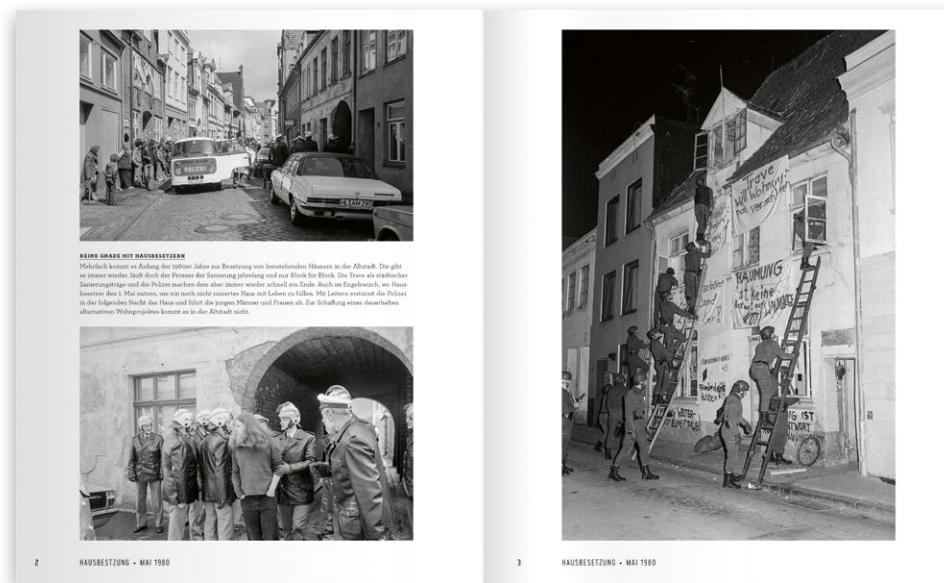 POLIZEI
KEINE GNADE MIT HAUSBESETZERN
Mehrfach kommt es Anfang der 1980er Jahre zur Besetzung von leerstehenden Häusern in der Altstadt. Die gibt
es immer wieder, läuft doch der Prozess der Sanierung jahrelang und nur Block für Block. Die Trave als städtischer
Sanierungsträge und die Polizei machen dem aber immer wieder schnell ein Ende. Auch im Engelswisch, wo Haus-
besetzer den 1. Mai nutzen, um ein noch nicht saniertes Haus mit Leben zu füllen. Mit Leitern erstürmt die Polizei
in der folgenden Nacht das Haus und führt die jungen Männer und Frauen ab. Zur Schaffung eines dauerhaften
alternativen Wohnprojektes kommt es in der Altstadt nicht.
2 HAUSBESTZUNG • MAI 1980
Trave
will Wohnung
not
RÄUMUNG
ist keine
3 HAUSBESETZUNG • MAI 1980